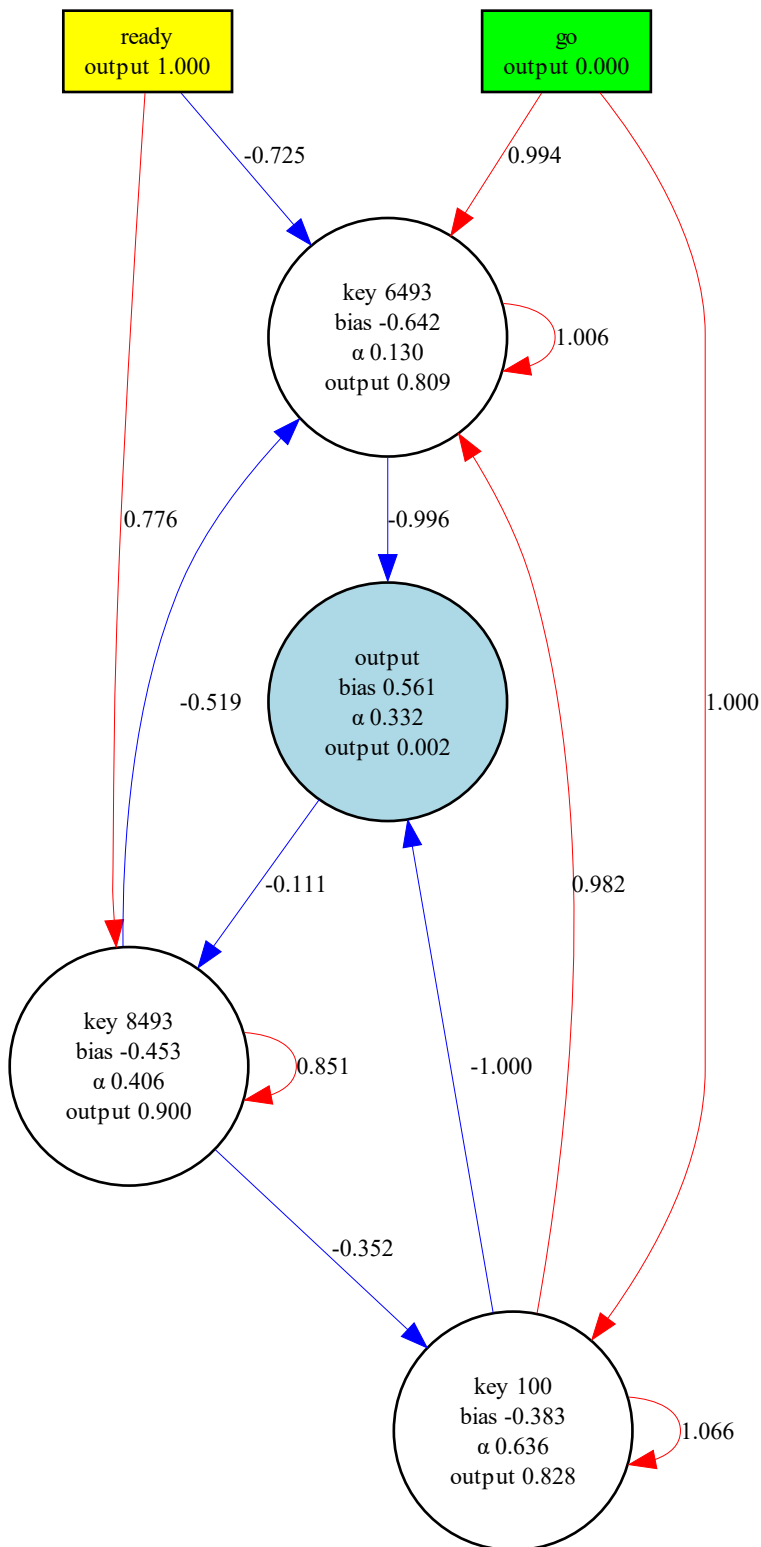 ready
output 1.000
go
output 0.000
-0.725
0.994
key 6493
bias -0.642
α 0.130
output 0.809
1.006
0.776
-0.996
-0.519
output
bias 0.561
α 0.332
output 0.002
1.000
-0.111
0.982
key 8493
bias -0.453
α 0.406
output 0.900
0.851
-1.000
-0.352
key 100
bias -0.383
α 0.636
output 0.828
1.066